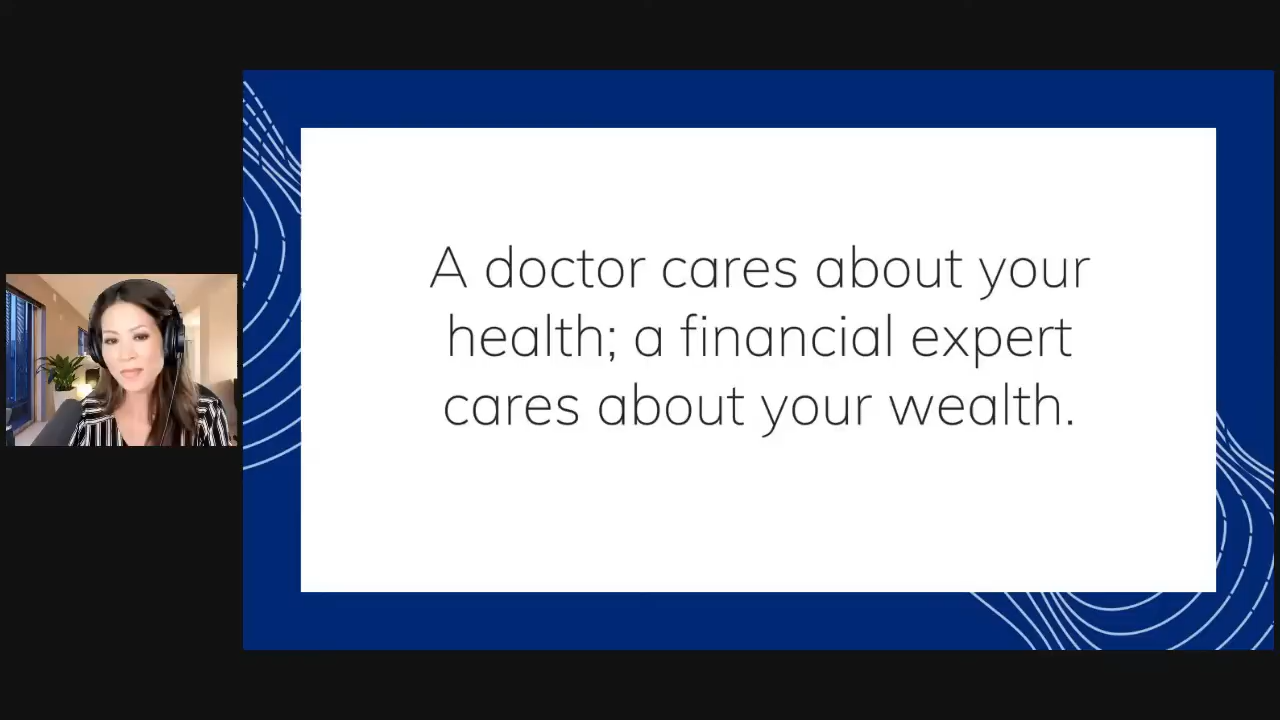 A doctor cares about your
health; a financial expert
cares about your wealth.